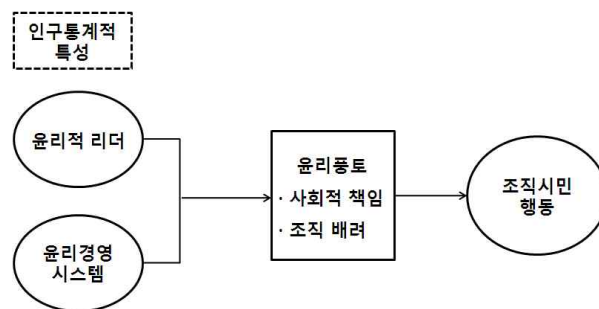 인구통계적
특성
윤리적 리더
윤리풍토
· 사회적 책임
· 조직 배려
조직시민
행동
윤리경영
시스템